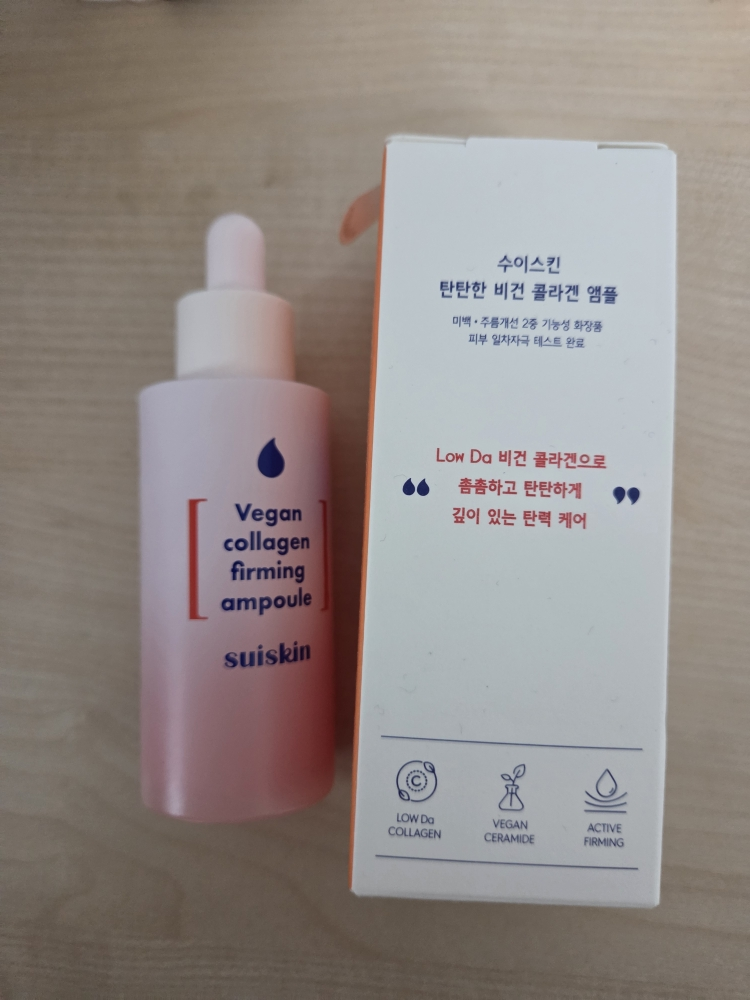 Vegan
collagen
firming
ampoule
suiskin
수이스킨
탄탄한 비건 콜라겐 앰플
미백 • 주름개선 2중 기능성 화장품
피부 일차자극 테스트 완료
“ Low Da 비건 콜라겐으로
촘촘하고 탄탄하게
깊이 있는 탄력 케어 ”
C
LOW Da
COLLAGEN
VEGAN
CERAMIDE
ACTIVE
FIRMING